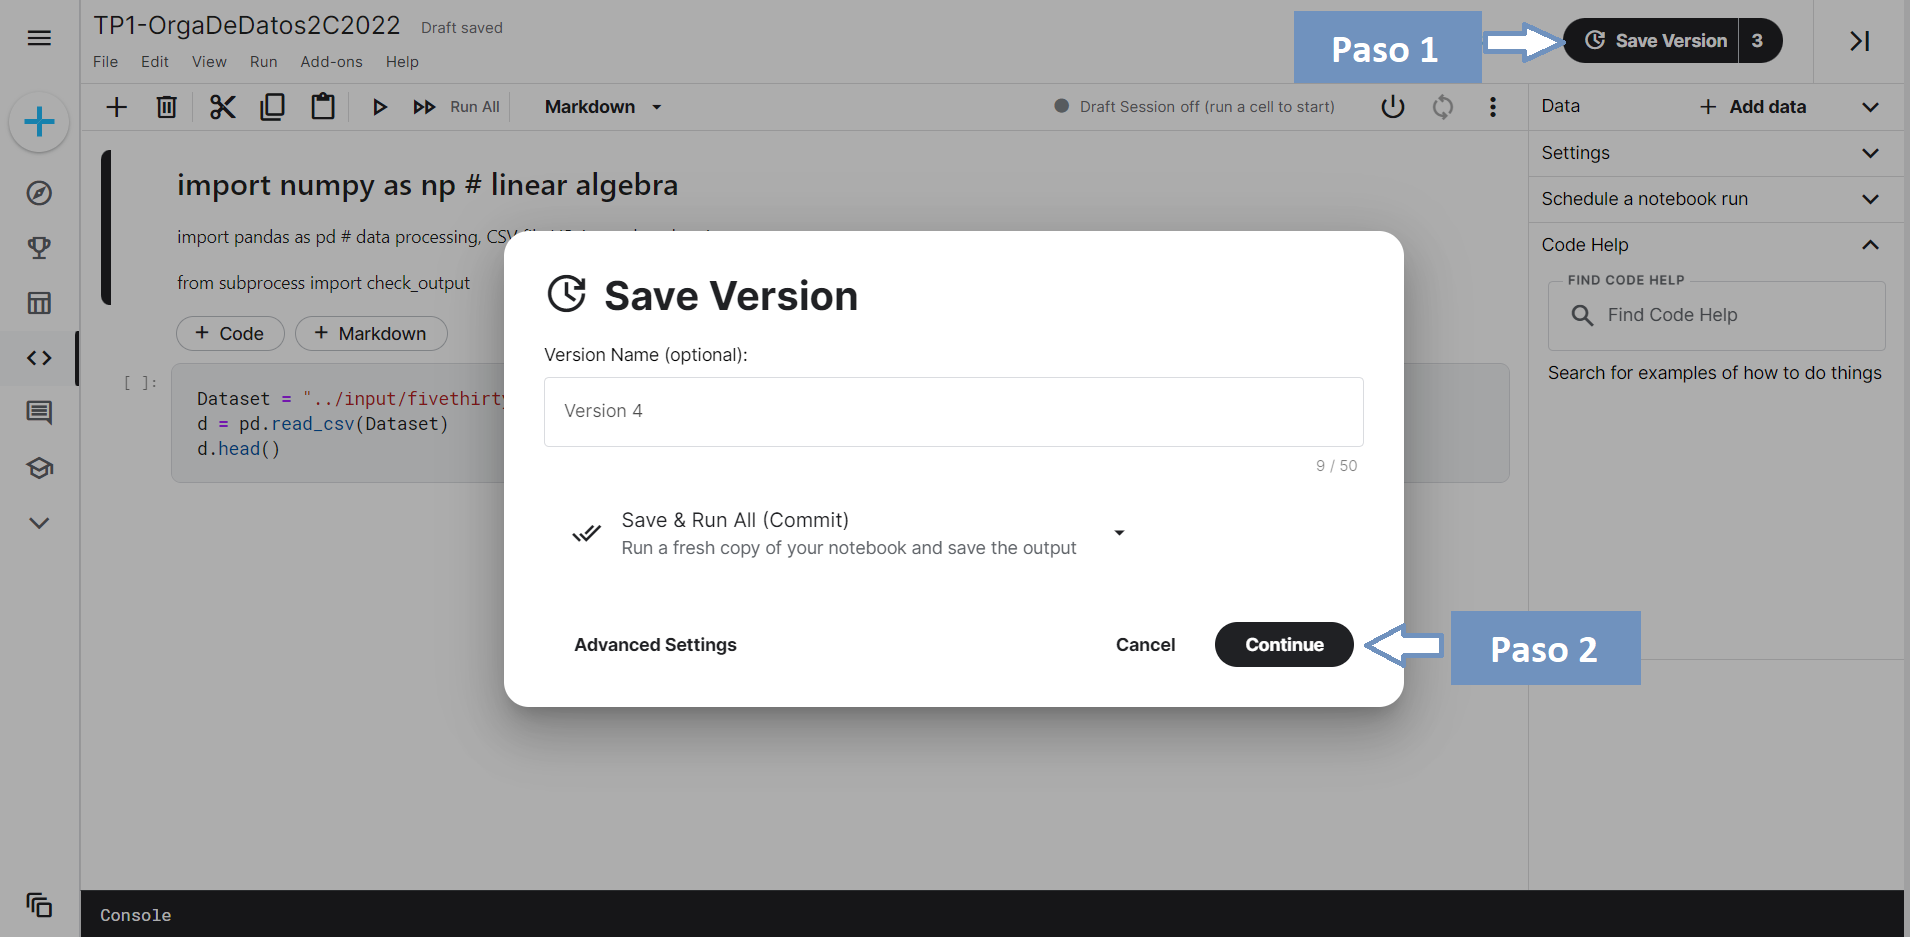 TP1-OrgaDeDatos2C2022 Draft saved
File Edit View Run Add-ons Help
Paso 1
Save Version 3
Run All Markdown
Draft Session off (run a cell to start)
Data + Add data
Settings
Schedule a notebook run
Code Help
FIND CODE HELP
Find Code Help
Search for examples of how to do things
import numpy as np # linear algebra
import pandas as pd # data processing,
from subprocess import check_output
+ Code + Markdown
[ ]:
Dataset = "../input/fivethirty
d = pd.read_csv(Dataset)
d.head()
Save Version
Version Name (optional):
Version 4
9 / 50
Save & Run All (Commit)
Run a fresh copy of your notebook and save the output
Advanced Settings Cancel Continue
Paso 2
Console